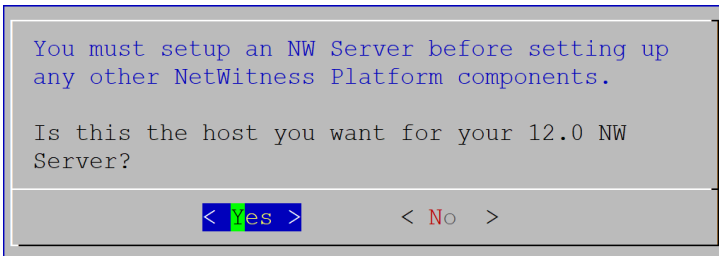 You must setup an NW Server before setting up
any other NetWitness Platform components.
Is this the host you want for your 12.0 NW
Server?
< Yes > < No >